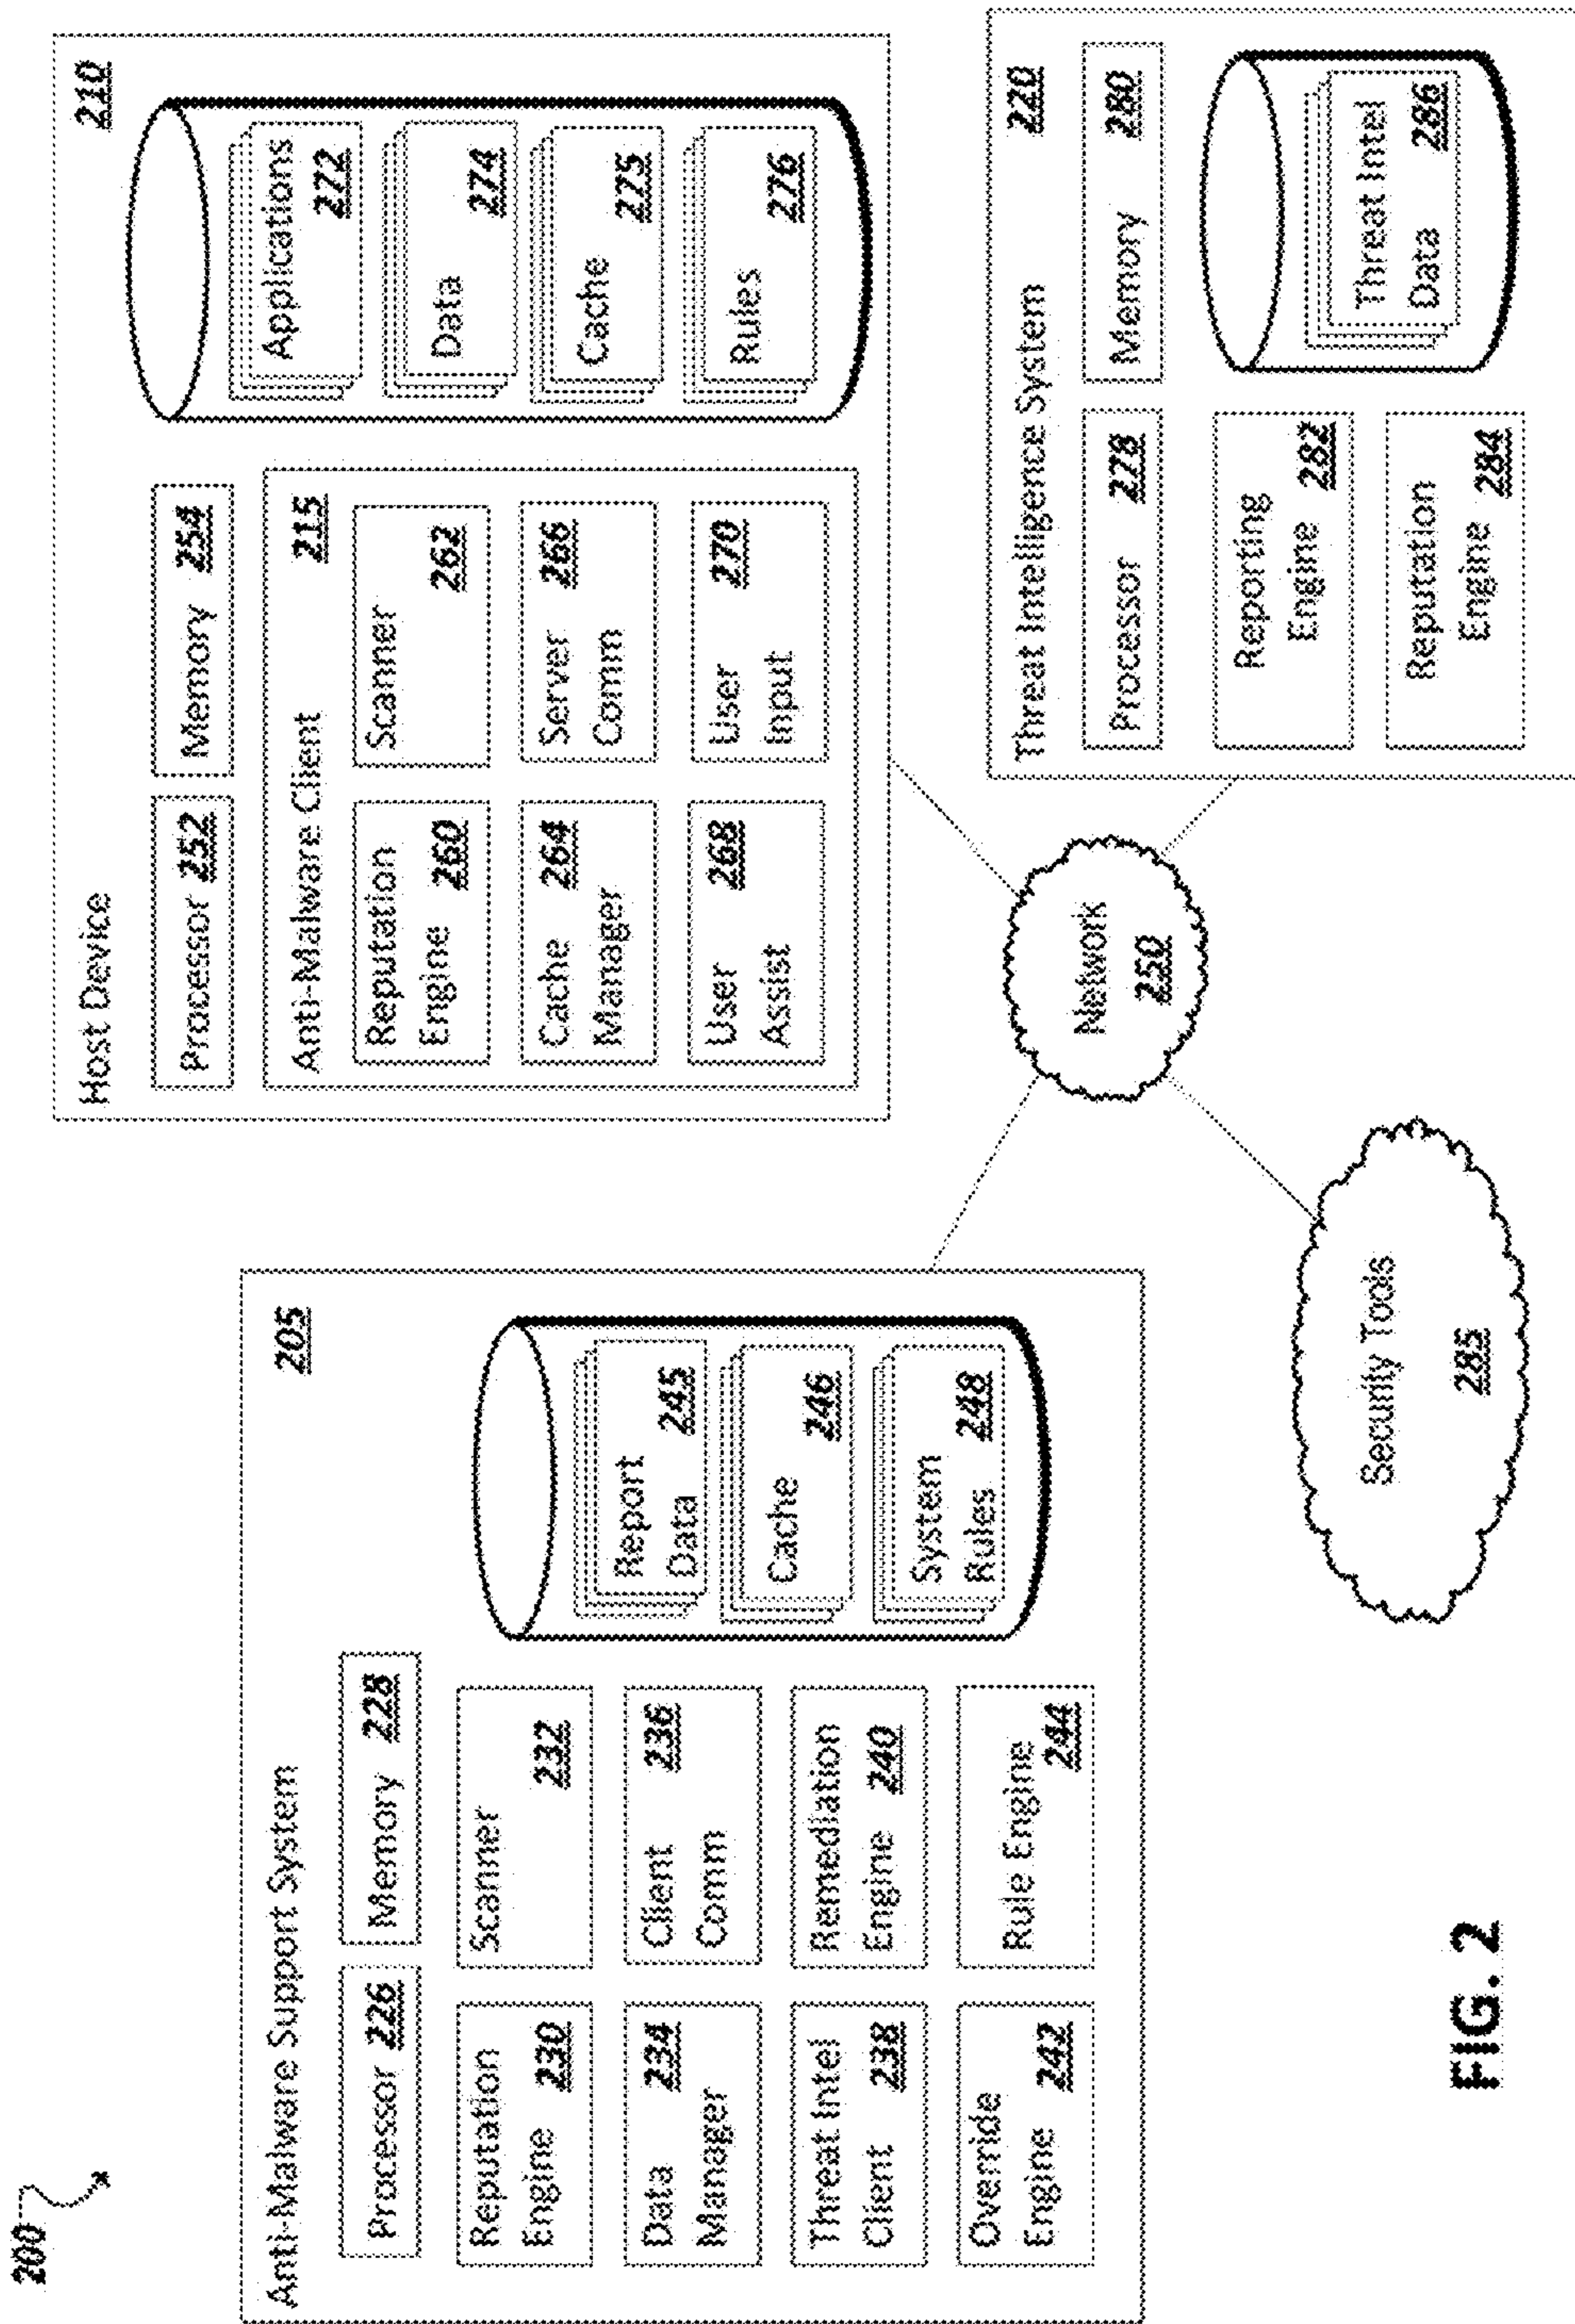 200
Anti-Malware Support System
205
Processor 226
Memory 228
Reputation
Engine 230
Scanner
232
Data 234
Manager
Client 236
Comm
Threat Intel
Client 238
Remediation
Engine 240
Override
Engine 242
Rule Engine
244
Report
Data 245
Cache
246
System
Rules 248
Host Device
210
Processor 252
Memory 254
Anti-Malware Client 215
Reputation
Engine 260
Scanner
262
Cache 264
Manager
Server 266
Comm
User 268
Assist
User 270
Input
Applications
272
Data
274
Cache
275
Rules
276
Network
250
Security Tools
285
Threat Intelligence System 220
Processor 278
Memory 280
Reporting
Engine 282
Reputation
Engine 284
Threat Intel
Data 286
FIG. 2